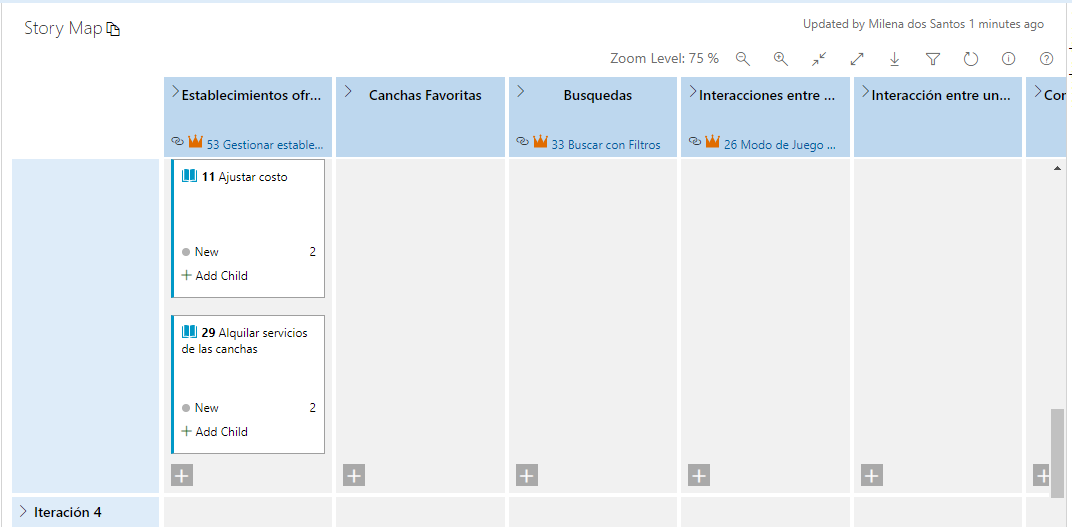 Story Map
Updated by Milena dos Santos 1 minutes ago
Zoom Level: 75 %
Establecimientos ofr...
Canchas Favoritas
Busquedas
Interacciones entre ...
Interacción entre un...
Cor
53 Gestionar estable...
33 Buscar con Filtros
26 Modo de Juego ...
11 Ajustar costo
New 2
+ Add Child
29 Alquilar servicios
de las canchas
New 2
+ Add Child
Iteración 4